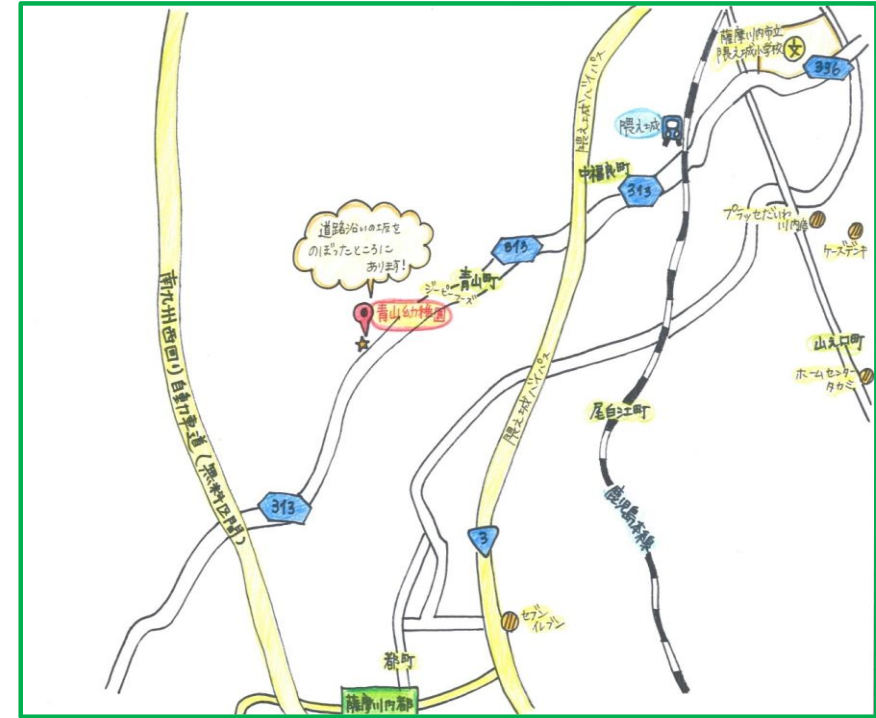 薩摩川内市立
隈之城小学校
文
396
隈之城バイパス
隈之城
中福良町
313
プラッセだいわ
川内店
ケーズデンキ
道路沿いの坂を
のぼったところに
あります!
313
青山町
ジーピーフーズ
青山幼稚園
南九州西回り自動車道(無料区間)
山之口町
ホームセンター
タカミ
隈之城バイパス
尾白江町
313
鹿児島本線
3
セブン
イレブン
都町
薩摩川内都